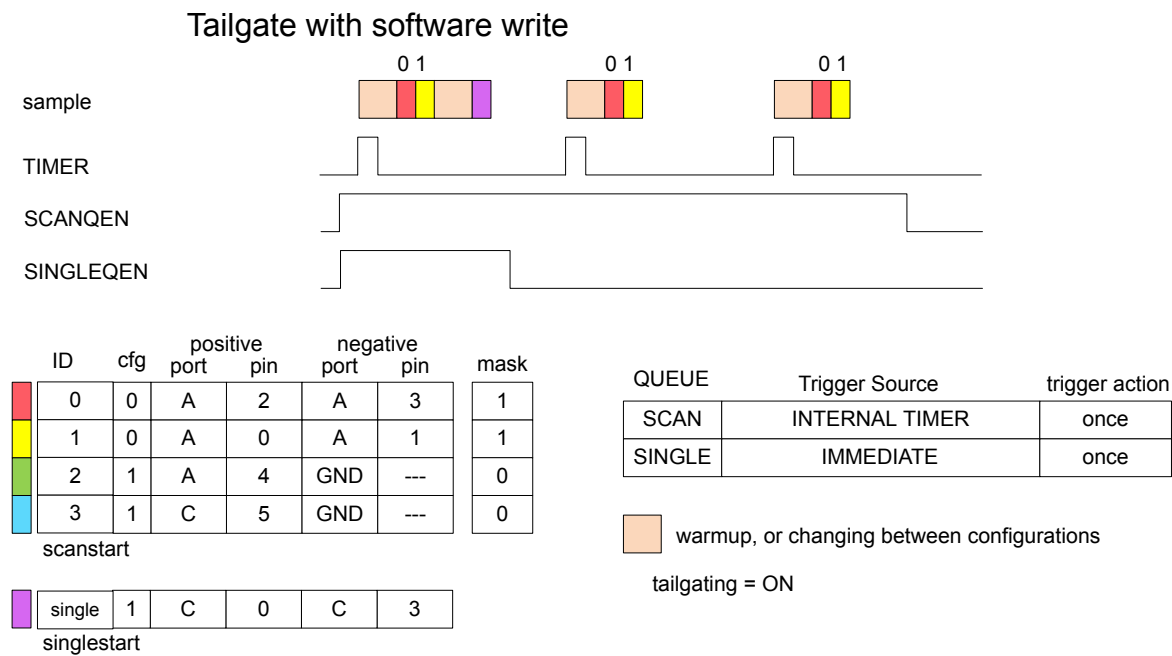 Tailgate with software write
0 1 0 1 0 1
sample
TIMER
SCANQEN
SINGLEQEN
positive negative
ID cfg port pin port pin mask
0 0 A 2 A 3 1
1 0 A 0 A 1 1
2 1 A 4 GND --- 0
3 1 C 5 GND --- 0
scanstart
single 1 C 0 C 3
singlestart
QUEUE Trigger Source trigger action
SCAN INTERNAL TIMER once
SINGLE IMMEDIATE once
warmup, or changing between configurations
tailgating = ON